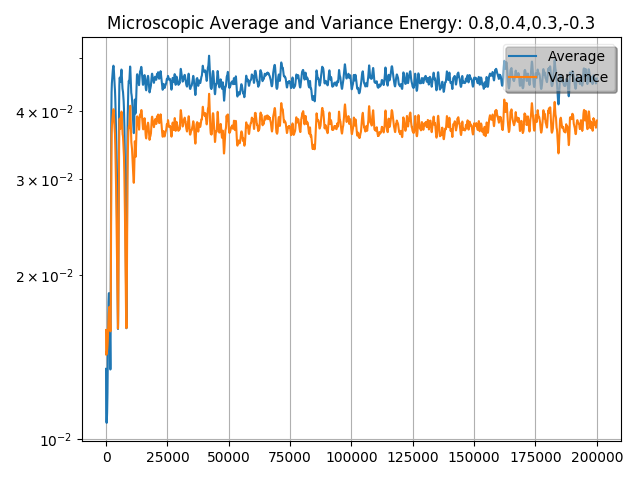 Microscopic Average and Variance Energy: 0.8,0.4,0.3,-0.3
Average
Variance
4 × 10⁻²
3 × 10⁻²
2 × 10⁻²
10⁻²
0 25000 50000 75000 100000 125000 150000 175000 200000